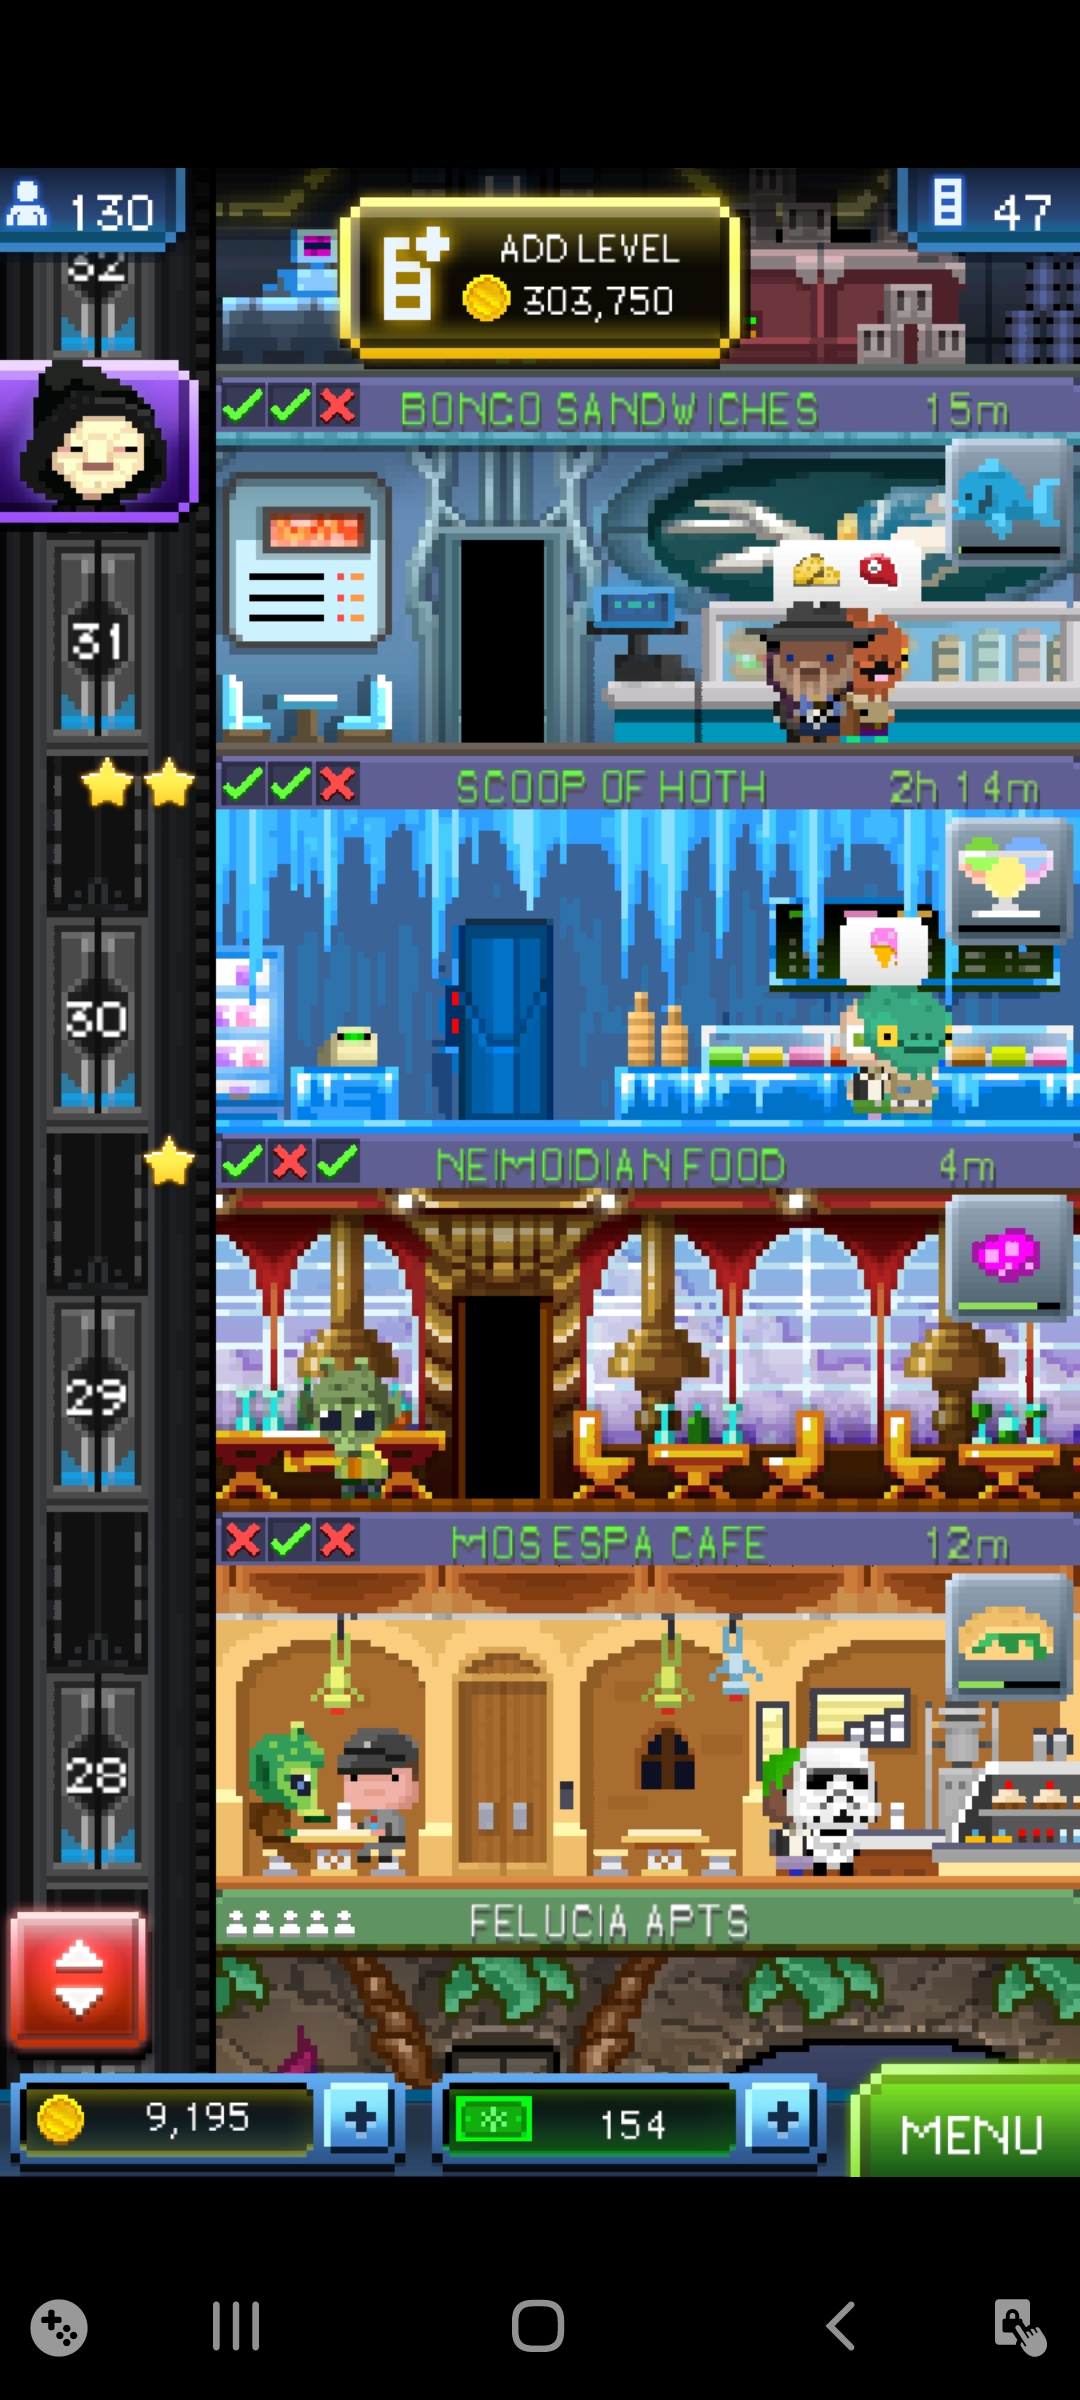 130
ADD LEVEL
303,750
47
32
BONGO SANDWICHES
15m
31
SCOOP OF HOTH
2h 14m
30
NEIMOIDIAN FOOD
4m
29
MOS ESPA CAFE
12m
28
FELUCIA APTS
9,195
154
MENU